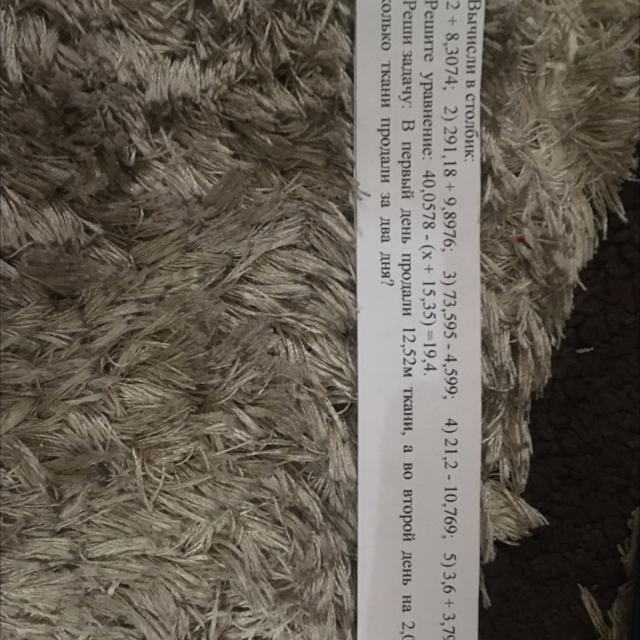 Вычисли в столбик:
2 + 8,3074; 2) 291,18 + 9,8976; 3) 73,595 - 4,599; 4) 21,2 - 10,769; 5) 3,6 + 3,78
Решите уравнение: 40,0578 - (x + 15,35) =19,4.
Реши задачу: В первый день продали 12,52м ткани, а во второй день на 2,0
колько ткани продали за два дня?